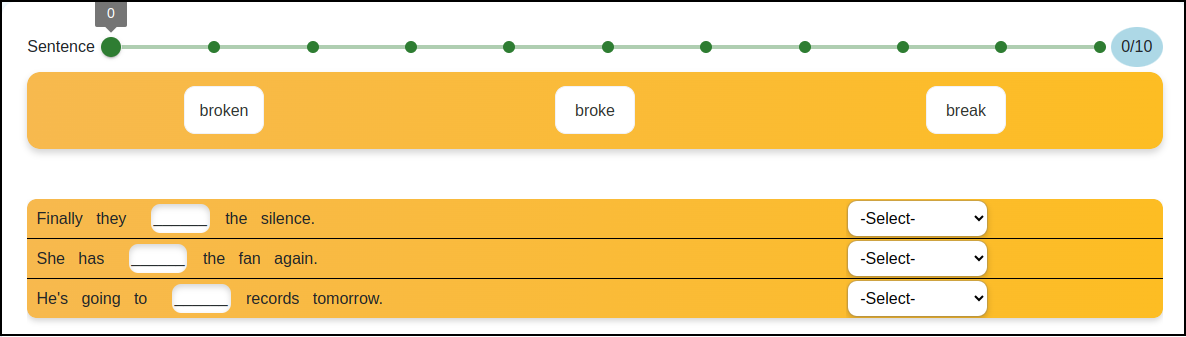 0
Sentence 0/10
broken broke break
Finally they ______ the silence. -Select-
She has ______ the fan again. -Select-
He's going to ______ records tomorrow. -Select-